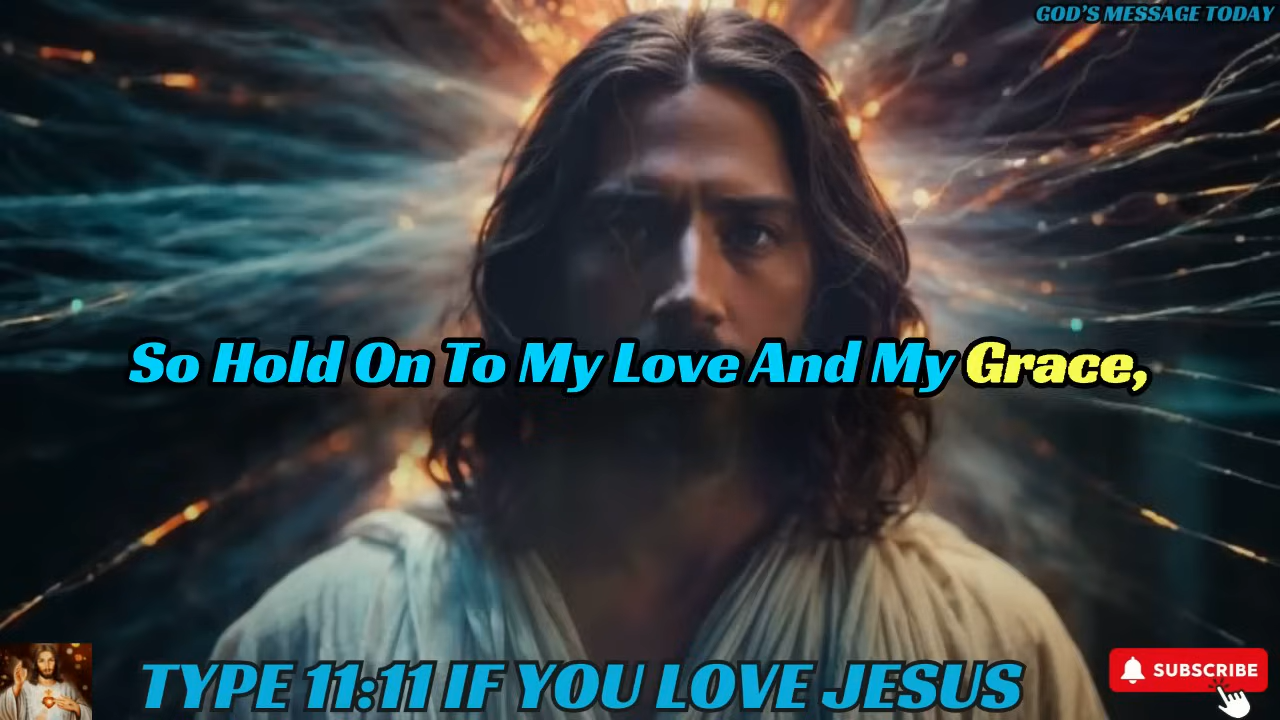 GOD'S MESSAGE TODAY
So Hold On To My Love And My Grace,
TYPE 11:11 IF YOU LOVE JESUS
SUBSCRIBE